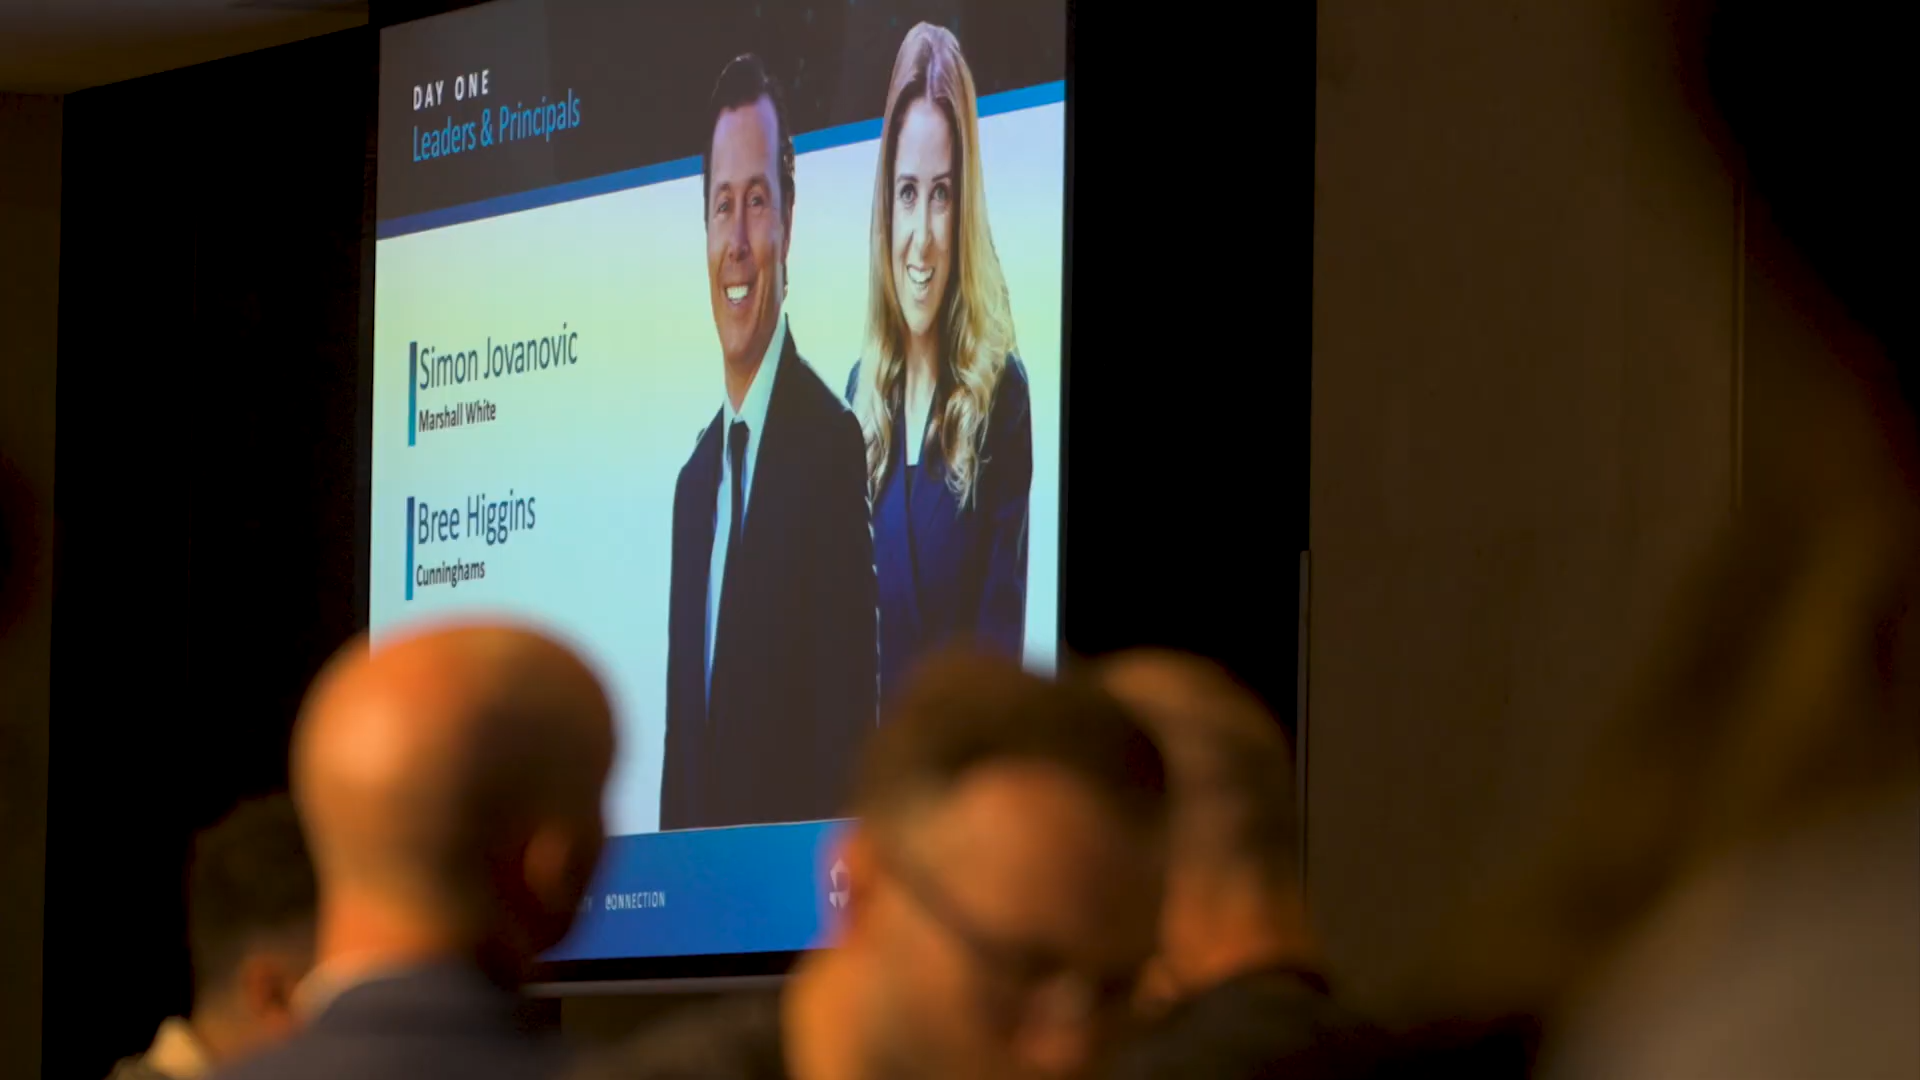 DAY ONE
Leaders & Principals
Simon Jovanovic
Marshall White
Bree Higgins
Cunninghams
CONNECTION